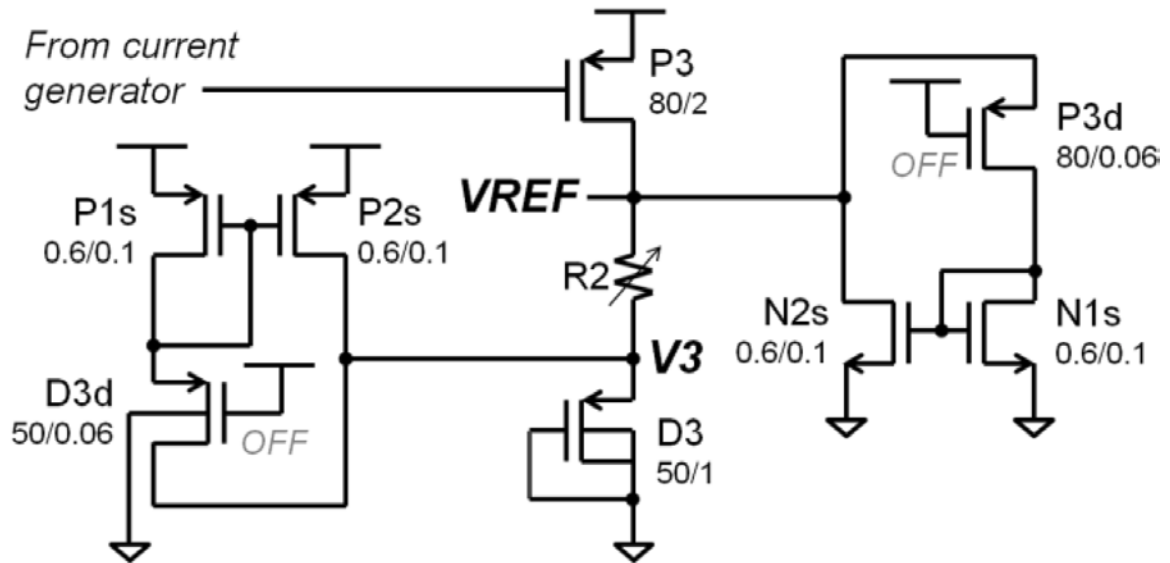 From current
generator
P3
80/2
P3d
80/0.06
OFF
P1s
0.6/0.1
P2s
0.6/0.1
VREF
R2
N2s
0.6/0.1
N1s
0.6/0.1
V3
D3d
50/0.06
OFF
D3
50/1